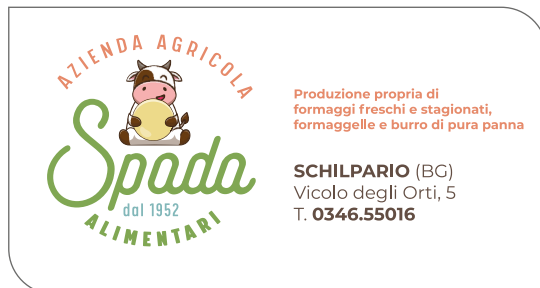 AZIENDA AGRICOLA
Spada
dal 1952
ALIMENTARI
Produzione propria di
formaggi freschi e stagionati,
formaggelle e burro di pura panna
SCHILPARIO (BG)
Vicolo degli Orti, 5
T. 0346.55016